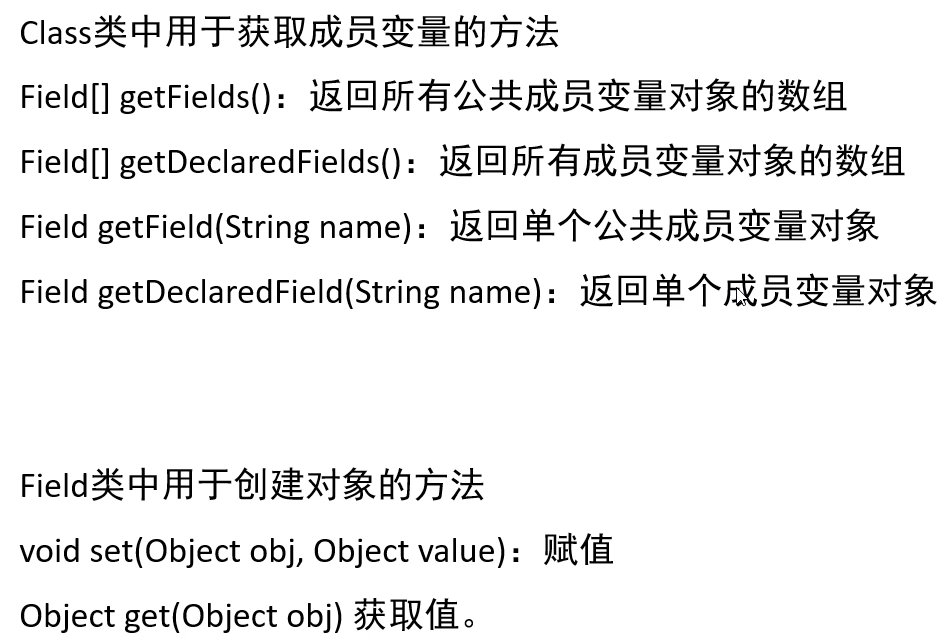 Class类中用于获取成员变量的方法
Field[] getFields()：返回所有公共成员变量对象的数组
Field[] getDeclaredFields()：返回所有成员变量对象的数组
Field getField(String name)：返回单个公共成员变量对象
Field getDeclaredField(String name)：返回单个成员变量对象
Field类中用于创建对象的方法
void set(Object obj, Object value)：赋值
Object get(Object obj) 获取值。